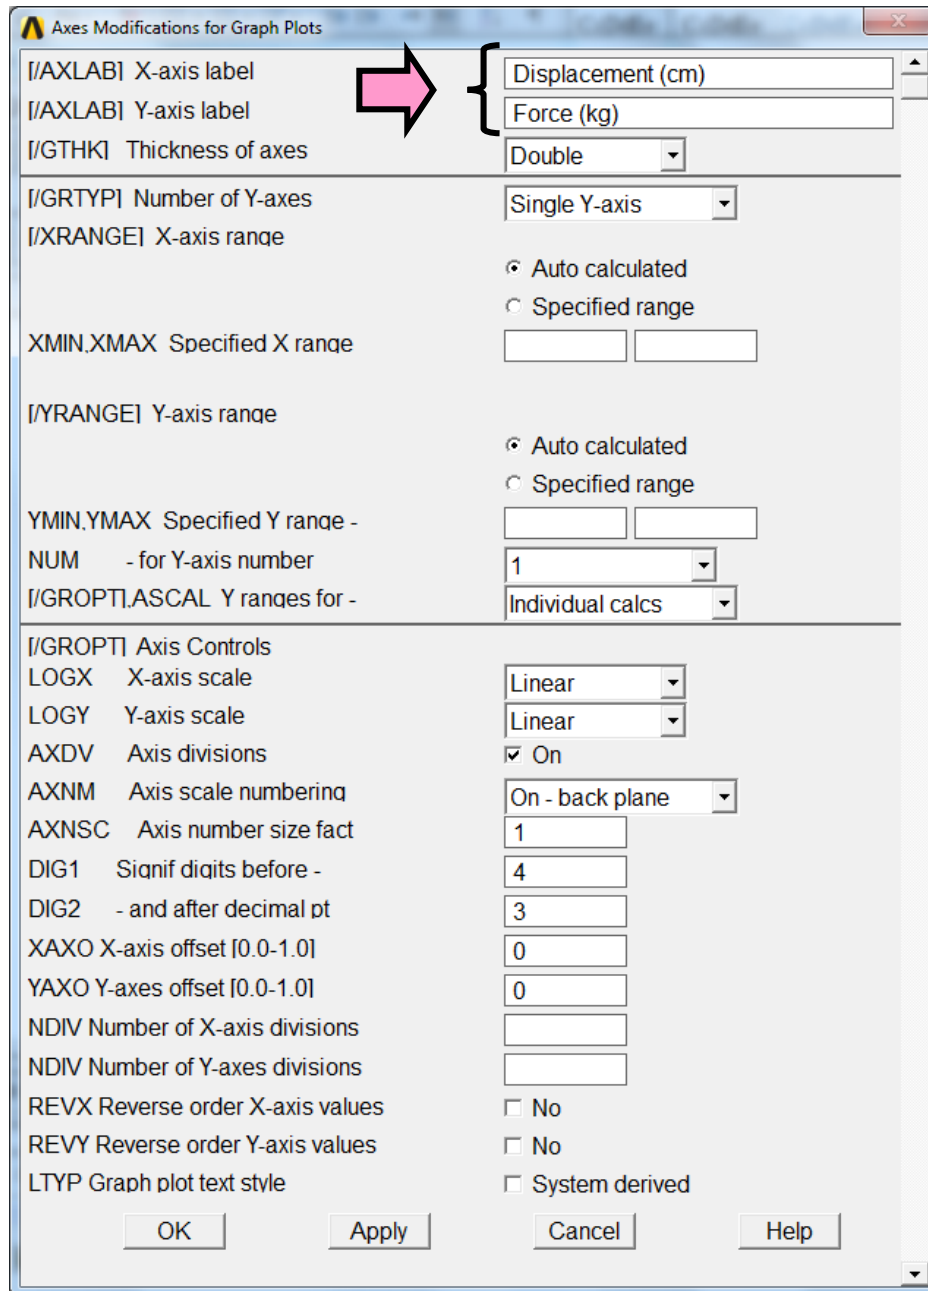 Axes Modifications for Graph Plots
[/AXLAB] X-axis label Displacement (cm)
[/AXLAB] Y-axis label Force (kg)
[/GTHK] Thickness of axes Double
[/GRTYP] Number of Y-axes Single Y-axis
[/XRANGE] X-axis range
Auto calculated
Specified range
XMIN,XMAX Specified X range
[/YRANGE] Y-axis range
Auto calculated
Specified range
YMIN,YMAX Specified Y range -
NUM - for Y-axis number 1
[/GROPT],ASCAL Y ranges for - Individual calcs
[/GROPT] Axis Controls
LOGX X-axis scale Linear
LOGY Y-axis scale Linear
AXDV Axis divisions On
AXNM Axis scale numbering On - back plane
AXNSC Axis number size fact 1
DIG1 Signif digits before - 4
DIG2 - and after decimal pt 3
XAXO X-axis offset [0.0-1.0] 0
YAXO Y-axes offset [0.0-1.0] 0
NDIV Number of X-axis divisions
NDIV Number of Y-axes divisions
REVX Reverse order X-axis values No
REVY Reverse order Y-axis values No
LTYP Graph plot text style System derived
OK Apply Cancel Help